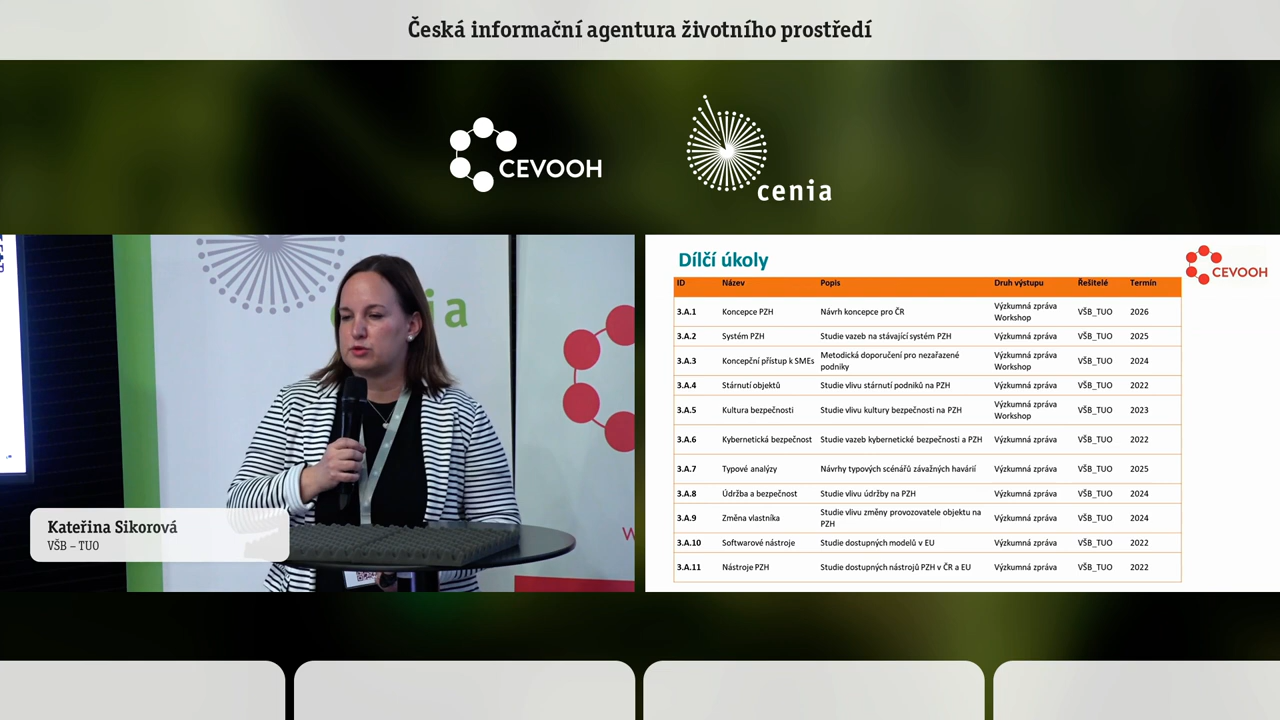 Česká informační agentura životního prostředí
CEVOOH
cenia
Kateřina Sikorová
VŠB – TUO
Dílčí úkoly
CEVOOH
ID Název Popis Druh výstupu Řešitelé Termín
3.A.1 Koncepce PZH Návrh koncepce pro ČR Výzkumná zpráva Workshop VŠB_TUO 2026
3.A.2 Systém PZH Studie vazeb na stávající systém PZH Výzkumná zpráva VŠB_TUO 2025
3.A.3 Koncepční přístup k SMEs Metodická doporučení pro nezařazené podniky Výzkumná zpráva Workshop VŠB_TUO 2024
3.A.4 Stárnutí objektů Studie vlivu stárnutí podniků na PZH Výzkumná zpráva VŠB_TUO 2022
3.A.5 Kultura bezpečnosti Studie vlivu kultury bezpečnosti na PZH Výzkumná zpráva Workshop VŠB_TUO 2023
3.A.6 Kybernetická bezpečnost Studie vazeb kybernetické bezpečnosti a PZH Výzkumná zpráva VŠB_TUO 2022
3.A.7 Typové analýzy Návrhy typových scénářů závažných havárií Výzkumná zpráva VŠB_TUO 2025
3.A.8 Údržba a bezpečnost Studie vlivu údržby na PZH Výzkumná zpráva VŠB_TUO 2024
3.A.9 Změna vlastníka Studie vlivu změny provozovatele objektu na PZH Výzkumná zpráva VŠB_TUO 2024
3.A.10 Softwarové nástroje Studie dostupných modelů v EU Výzkumná zpráva VŠB_TUO 2022
3.A.11 Nástroje PZH Studie dostupných nástrojů PZH v ČR a EU Výzkumná zpráva VŠB_TUO 2022